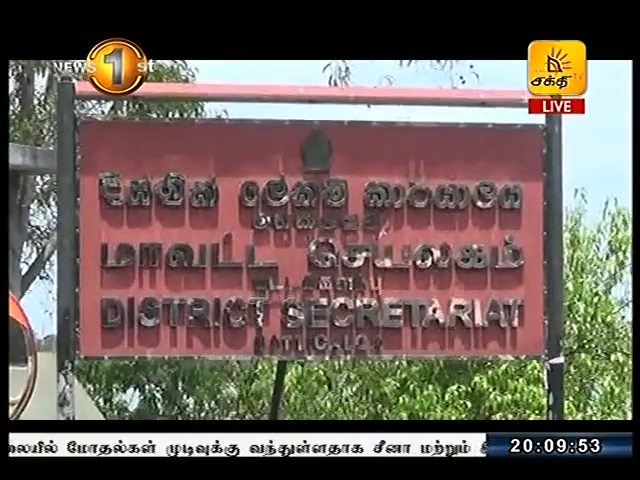 NEWS 1st
சக்தி
LIVE
දිස්ත්‍රික් ලේකම් කාර්යාලය
மாவட்ட செயலகம்
DISTRICT SECRETARIAT
மோதல்கள் முடிவுக்கு வந்துள்ளதாக சீனா மற்றும்
20:09:53